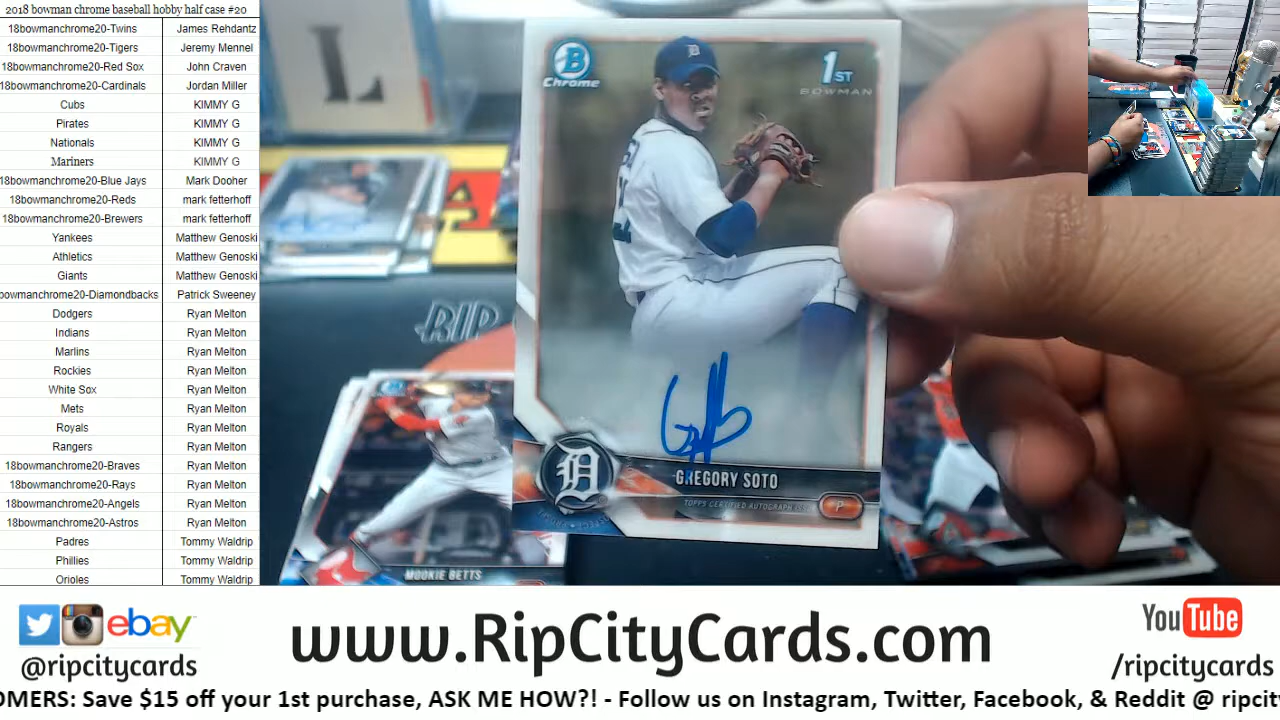 2018 bowman chrome baseball hobby half case #20
18bowmanchrome20-Twins James Rehdantz
18bowmanchrome20-Tigers Jeremy Mennel
18bowmanchrome20-Red Sox John Craven
18bowmanchrome20-Cardinals Jordan Miller
Cubs KIMMY G
Pirates KIMMY G
Nationals KIMMY G
Mariners KIMMY G
18bowmanchrome20-Blue Jays Mark Dooher
18bowmanchrome20-Reds mark fetterhoff
18bowmanchrome20-Brewers mark fetterhoff
Yankees Matthew Genoski
Athletics Matthew Genoski
Giants Matthew Genoski
bowmanchrome20-Diamondbacks Patrick Sweeney
Dodgers Ryan Melton
Indians Ryan Melton
Marlins Ryan Melton
Rockies Ryan Melton
White Sox Ryan Melton
Mets Ryan Melton
Royals Ryan Melton
Rangers Ryan Melton
18bowmanchrome20-Braves Ryan Melton
18bowmanchrome20-Rays Ryan Melton
18bowmanchrome20-Angels Ryan Melton
18bowmanchrome20-Astros Ryan Melton
Padres Tommy Waldrip
Phillies Tommy Waldrip
Orioles Tommy Waldrip
L
B
Chrome
1ST
BOWMAN
D
RIP
GREGORY SOTO
TOPPS CERTIFIED AUTOGRAPH
P
MOOKIE BETTS
ebay
@ripcitycards
www.RipCityCards.com
YouTube
/ripcitycards
OMERS: Save $15 off your 1st purchase, ASK ME HOW?! - Follow us on Instagram, Twitter, Facebook, & Reddit @ ripcit